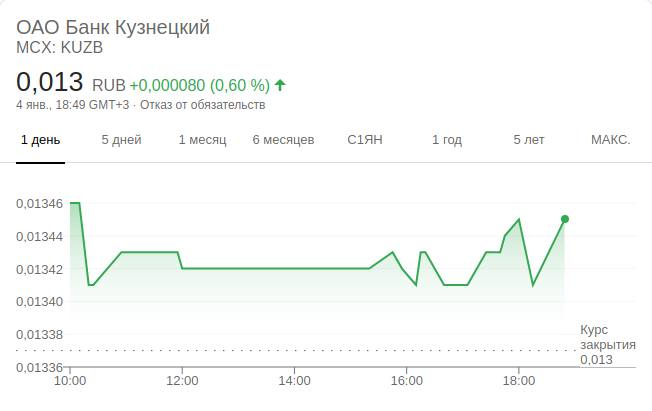 ОАО Банк Кузнецкий
MCX: KUZB
0,013 RUB +0,000080 (0,60 %)
4 янв., 18:49 GMT+3 · Отказ от обязательств
1 день 5 дней 1 месяц 6 месяцев С1ЯН 1 год 5 лет МАКС.
0,01346
0,01344
0,01342
0,01340
0,01338
0,01336
Курс
закрытия
0,013
10:00 12:00 14:00 16:00 18:00